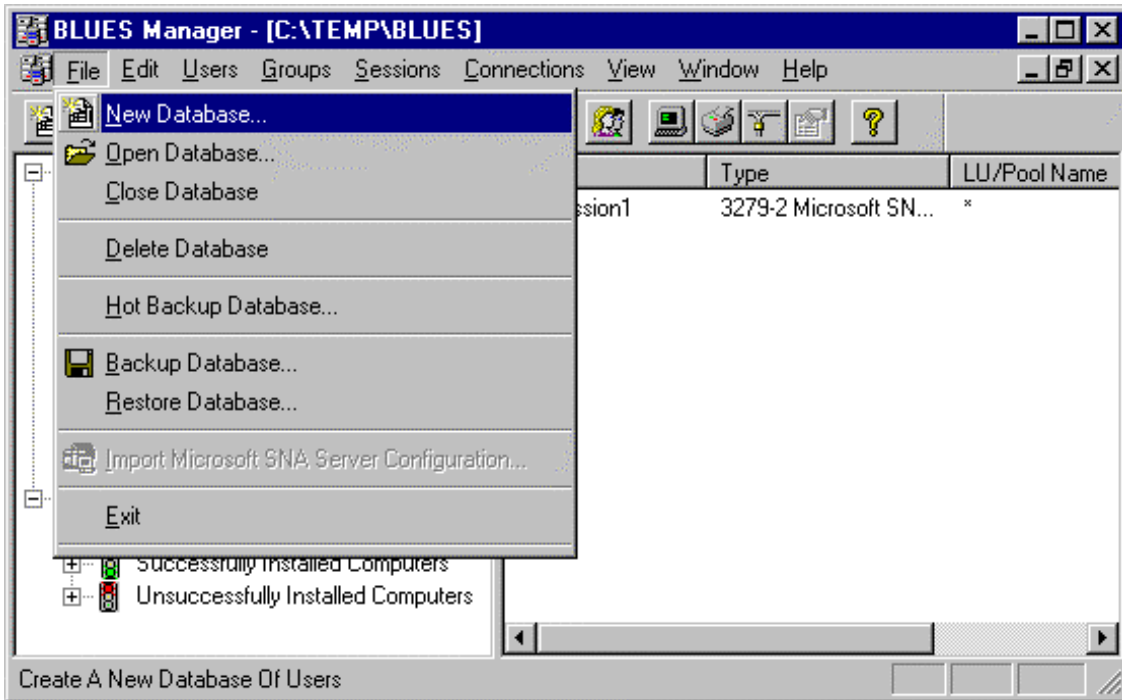 BLUES Manager - [C:\TEMP\BLUES]
File Edit Users Groups Sessions Connections View Window Help
New Database...
Open Database...
Close Database
Delete Database
Hot Backup Database...
Backup Database...
Restore Database...
Import Microsoft SNA Server Configuration...
Exit
Type LU/Pool Name
ssion1 3279-2 Microsoft SN... *
Successfully Installed Computers
Unsuccessfully Installed Computers
Create A New Database Of Users